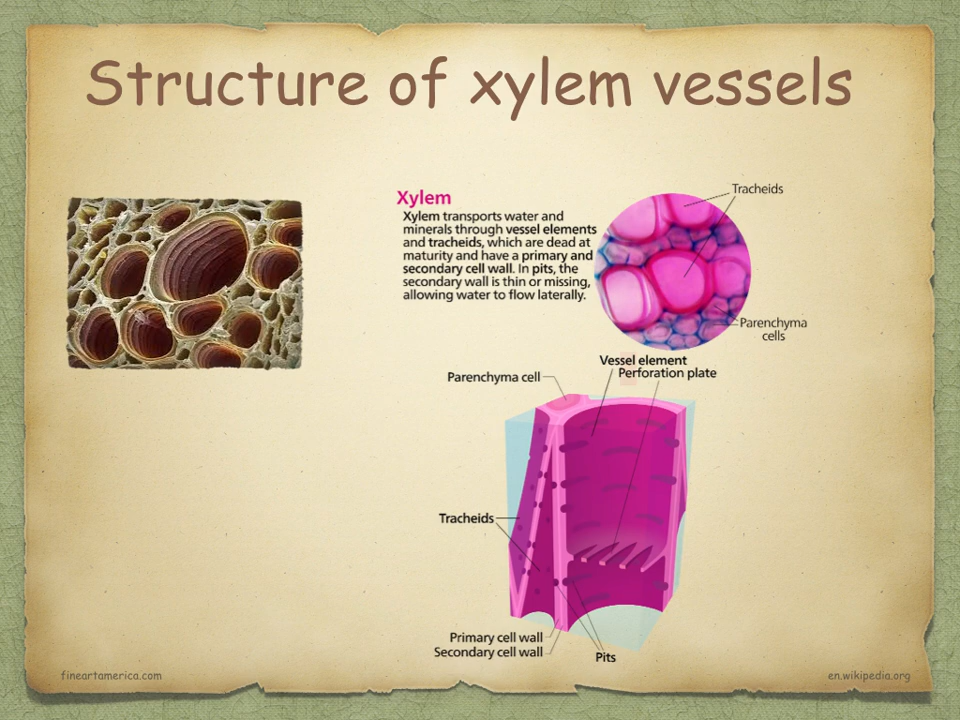 Structure of xylem vessels
Xylem
Xylem transports water and
minerals through vessel elements
and tracheids, which are dead at
maturity and have a primary and
secondary cell wall. In pits, the
secondary wall is thin or missing,
allowing water to flow laterally.
Tracheids
Parenchyma
cells
Vessel element
Perforation plate
Parenchyma cell
Tracheids
Primary cell wall
Secondary cell wall
Pits
fineartamerica.com
en.wikipedia.org